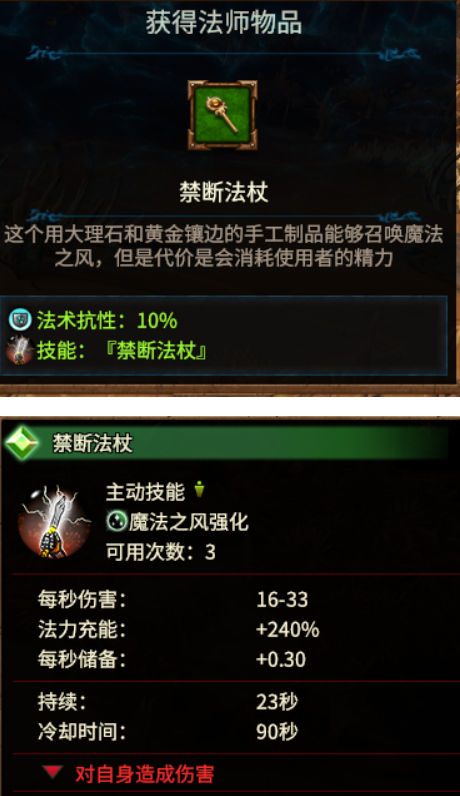 获得法师物品
禁断法杖
这个用大理石和黄金镶边的手工制品能够召唤魔法
之风，但是代价是会消耗使用者的精力
法术抗性：10%
技能：『禁断法杖』
禁断法杖
主动技能
魔法之风强化
可用次数：3
每秒伤害： 16-33
法力充能： +240%
每秒储备： +0.30
持续： 23秒
冷却时间： 90秒
对自身造成伤害